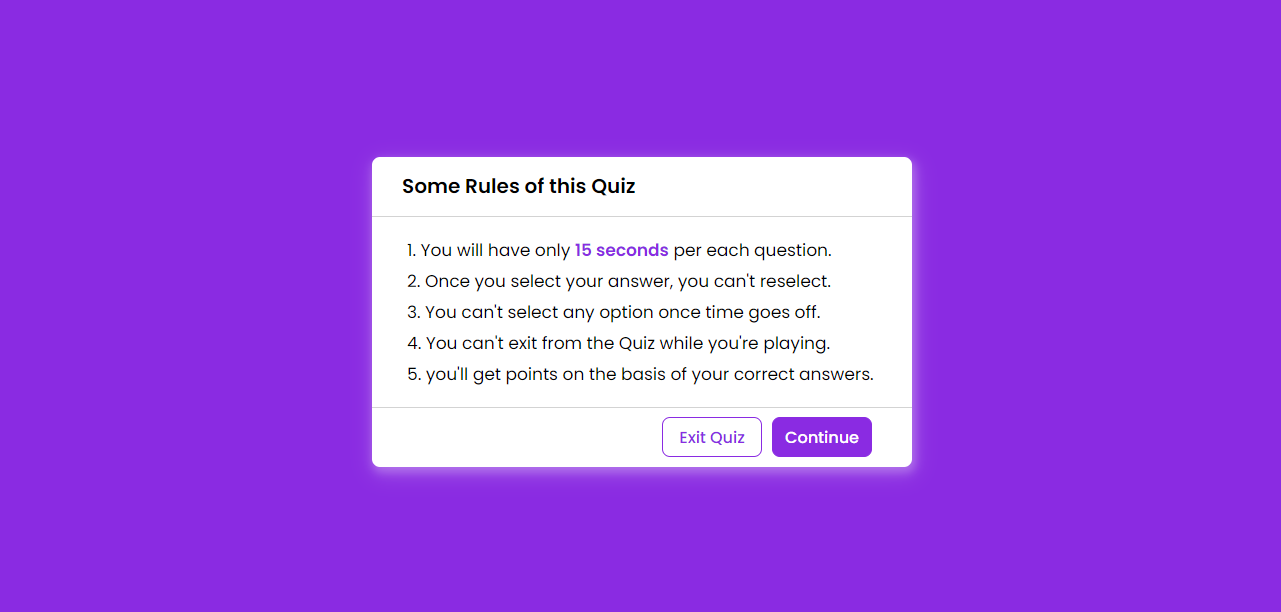 Some Rules of this Quiz
1. You will have only 15 seconds per each question.
2. Once you select your answer, you can't reselect.
3. You can't select any option once time goes off.
4. You can't exit from the Quiz while you're playing.
5. you'll get points on the basis of your correct answers.
Exit Quiz Continue